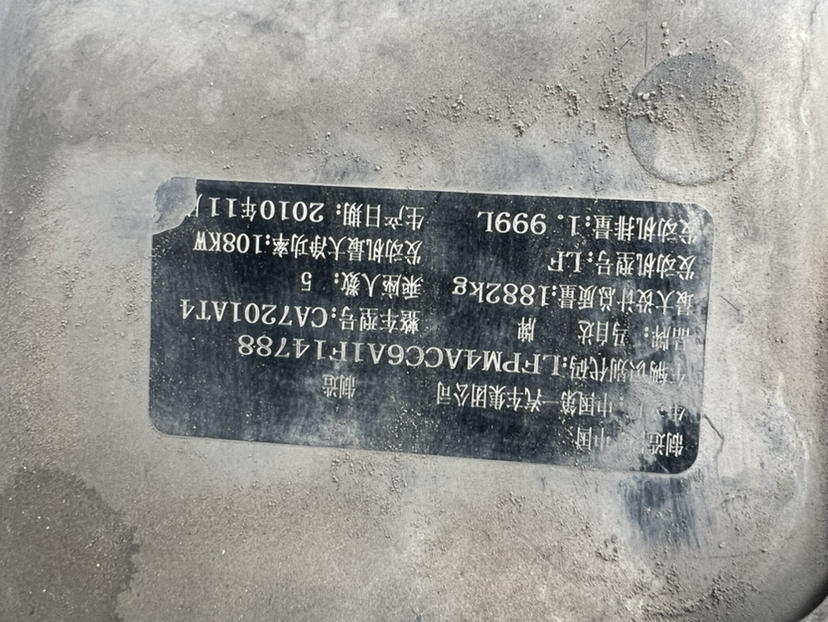 制造 中国
中国第一汽车集团公司 制造
车辆识别代码:LFPM4ACC6A1F14788
品牌: 马自达 牌 整车型号:CA7201AT4
最大设计总质量:1882kg 乘座人数: 5
发动机型号:LF 发动机最大净功率:108KW
发动机排量:1.999L 生产日期: 2010年11